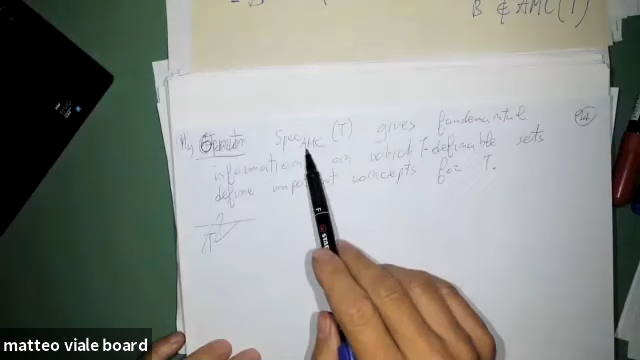 B ∉ AMC(T)
My Spec_AMC (T) gives fundamental
information on which T-definable sets
define important concepts for T.
matteo viale board